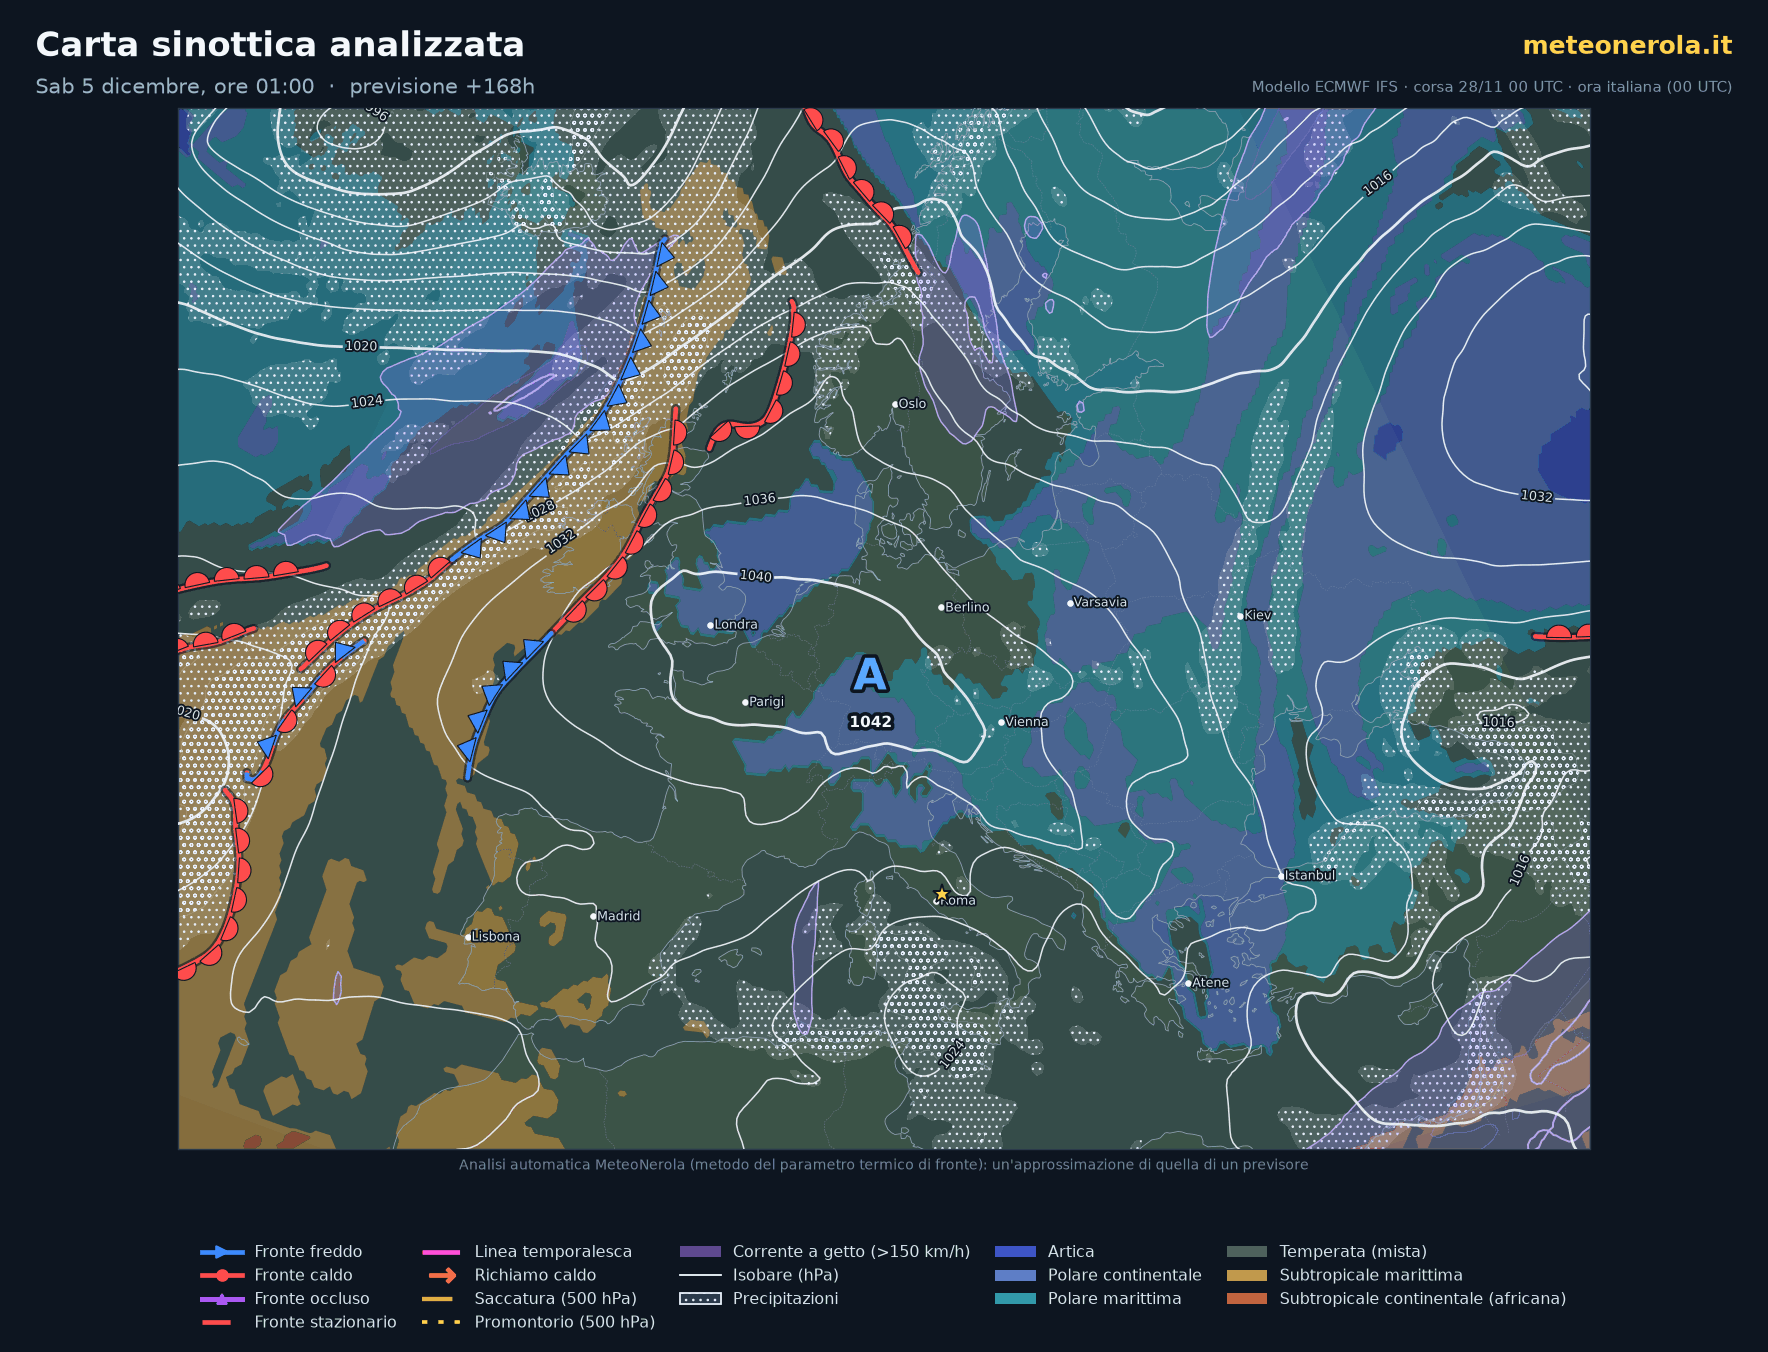 Carta sinottica analizzata
meteonerola.it
Sab 5 dicembre, ore 01:00 · previsione +168h
Modello ECMWF IFS · corsa 28/11 00 UTC · ora italiana (00 UTC)
1016
1020
1024
Oslo
1036
1032
1028
1032
1040
Berlino
Varsavia
Londra
Kiev
A
Parigi
1042
Vienna
1016
020
1016
Istanbul
Roma
Madrid
Lisbona
Atene
1024
Analisi automatica MeteoNerola (metodo del parametro termico di fronte): un'approssimazione di quella di un previsore
Fronte freddo
Linea temporalesca
Corrente a getto (>150 km/h)
Artica
Temperata (mista)
Fronte caldo
Richiamo caldo
Isobare (hPa)
Polare continentale
Subtropicale marittima
Fronte occluso
Saccatura (500 hPa)
Precipitazioni
Polare marittima
Subtropicale continentale (africana)
Fronte stazionario
Promontorio (500 hPa)